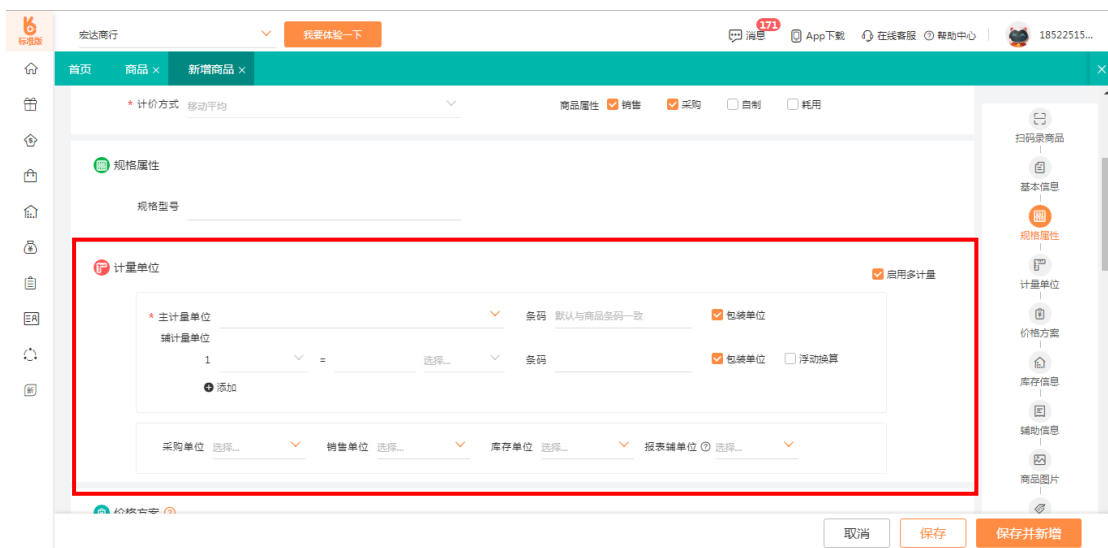 标准版
宏达商行
我要体验一下
171
消息
App下载
在线客服
帮助中心
18522515...
首页
商品 ×
新增商品 ×
* 计价方式 移动平均
商品属性 销售 采购 自制 耗用
规格属性
规格型号
计量单位
启用多计量
* 主计量单位
条码 默认与商品条码一致
包装单位
辅计量单位
1 = 选择...
条码
包装单位
浮动换算
添加
采购单位 选择...
销售单位 选择...
库存单位 选择...
报表辅单位 选择...
价格方案
扫码录商品
基本信息
规格属性
计量单位
价格方案
库存信息
辅助信息
商品图片
取消
保存
保存并新增